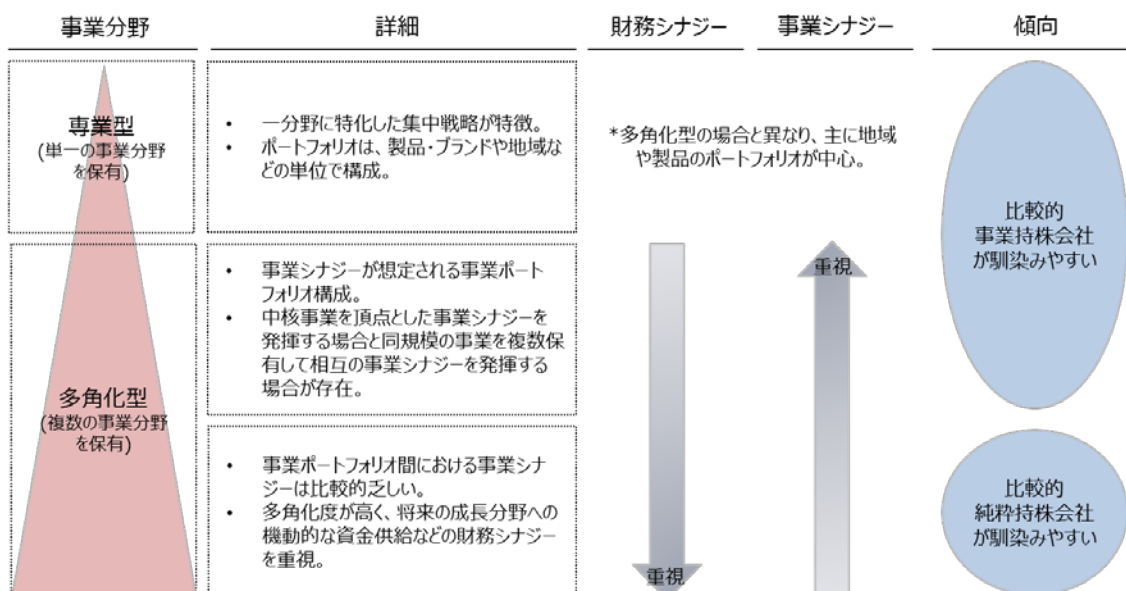 事業分野
詳細
財務シナジー
事業シナジー
傾向
専業型
(単一の事業分野
を保有)
・ 一分野に特化した集中戦略が特徴。
・ ポートフォリオは、製品・ブランドや地域な
どの単位で構成。
*多角化型の場合と異なり、主に地域
や製品のポートフォリオが中心。
比較的
事業持株会社
が馴染みやすい
多角化型
(複数の事業分野
を保有)
・ 事業シナジーが想定される事業ポート
フォリオ構成。
・ 中核事業を頂点とした事業シナジーを
発揮する場合と同規模の事業を複数保
有して相互の事業シナジーを発揮する
場合が存在。
重視
・ 事業ポートフォリオ間における事業シナ
ジーは比較的乏しい。
・ 多角化度が高く、将来の成長分野への
機動的な資金供給などの財務シナジー
を重視。
重視
比較的
純粋持株会社
が馴染みやすい